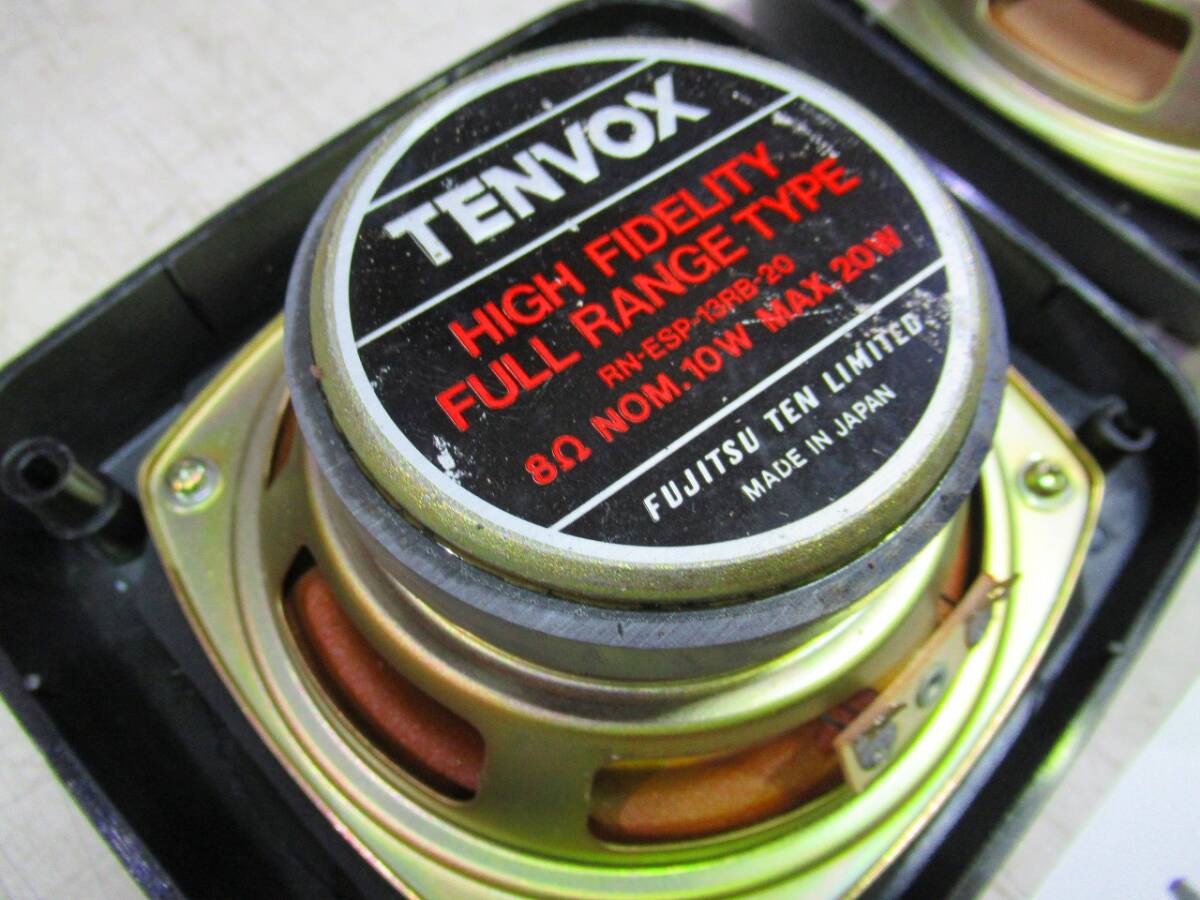 TENVOX
HIGH FIDELITY
FULL RANGE TYPE
RN-ESP-13RB-20
8Ω NOM.10W MAX.20W
FUJITSU TEN LIMITED
MADE IN JAPAN